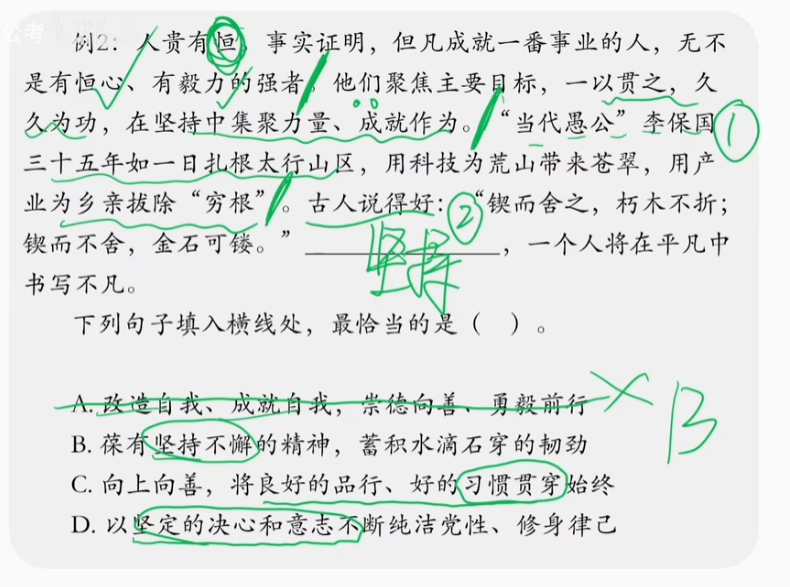 公考
例2：人贵有恒。事实证明，但凡成就一番事业的人，无不
是有恒心、有毅力的强者。他们聚焦主要目标，一以贯之，久
久为功，在坚持中集聚力量、成就作为。“当代愚公”李保国 ①
三十五年如一日扎根太行山区，用科技为荒山带来苍翠，用产
业为乡亲拔除“穷根”。古人说得好：②“锲而舍之，朽木不折；
锲而不舍，金石可镂。”____________，一个人将在平凡中
坚持
书写不凡。
下列句子填入横线处，最恰当的是（ ）。
A. 改造自我、成就自我，崇德向善、勇毅前行 ×
B. 葆有坚持不懈的精神，蓄积水滴石穿的韧劲 B
C. 向上向善，将良好的品行、好的习惯贯穿始终
D. 以坚定的决心和意志不断纯洁党性、修身律己